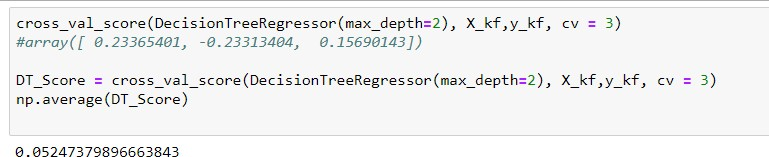 cross_val_score(DecisionTreeRegressor(max_depth=2), X_kf,y_kf, cv = 3)
#array([ 0.23365401, -0.23313404,  0.15690143])
DT_Score = cross_val_score(DecisionTreeRegressor(max_depth=2), X_kf,y_kf, cv = 3)
np.average(DT_Score)
0.05247379896663843